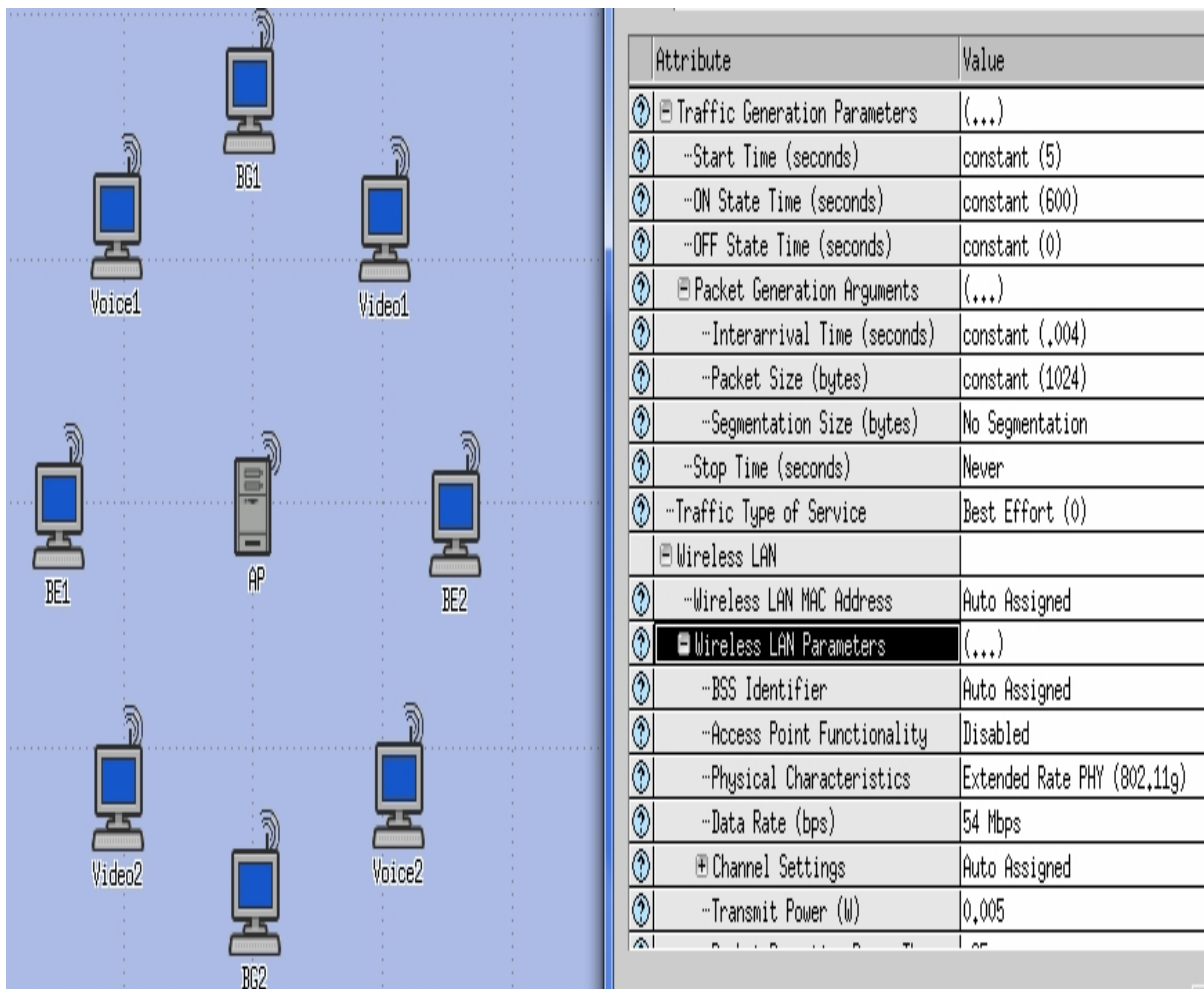 BG1
Voice1
Video1
BE1
AP
BE2
Video2
Voice2
BG2
Attribute Value
Traffic Generation Parameters (...)
Start Time (seconds) constant (5)
ON State Time (seconds) constant (600)
OFF State Time (seconds) constant (0)
Packet Generation Arguments (...)
Interarrival Time (seconds) constant (.004)
Packet Size (bytes) constant (1024)
Segmentation Size (bytes) No Segmentation
Stop Time (seconds) Never
Traffic Type of Service Best Effort (0)
Wireless LAN
Wireless LAN MAC Address Auto Assigned
Wireless LAN Parameters (...)
BSS Identifier Auto Assigned
Access Point Functionality Disabled
Physical Characteristics Extended Rate PHY (802.11g)
Data Rate (bps) 54 Mbps
Channel Settings Auto Assigned
Transmit Power (W) 0.005